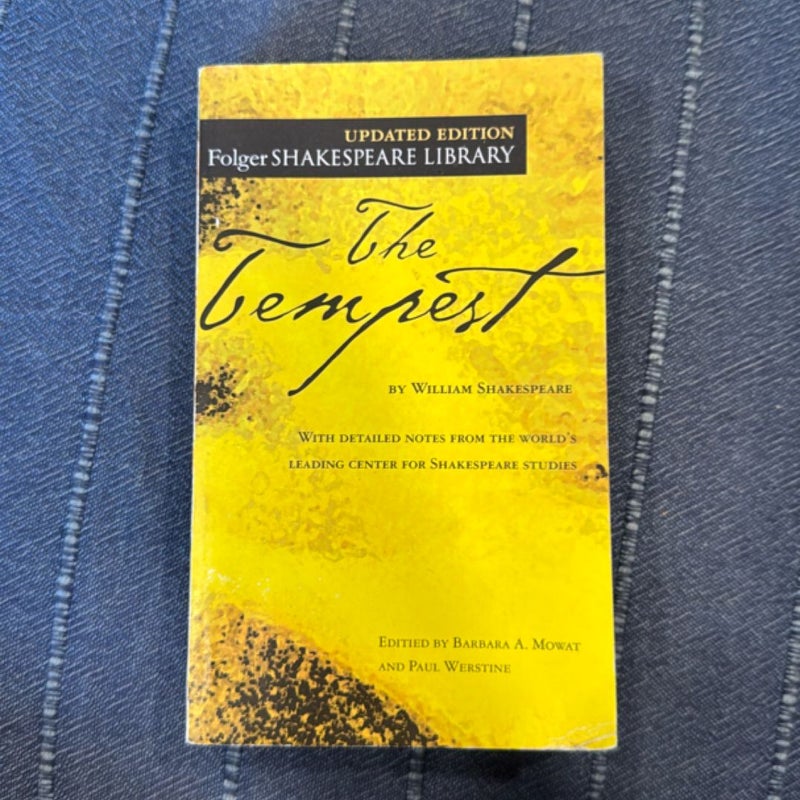 UPDATED EDITION
Folger SHAKESPEARE LIBRARY
The
Tempest
BY WILLIAM SHAKESPEARE
WITH DETAILED NOTES FROM THE WORLD'S
LEADING CENTER FOR SHAKESPEARE STUDIES
EDITIED BY BARBARA A. MOWAT
AND PAUL WERSTINE